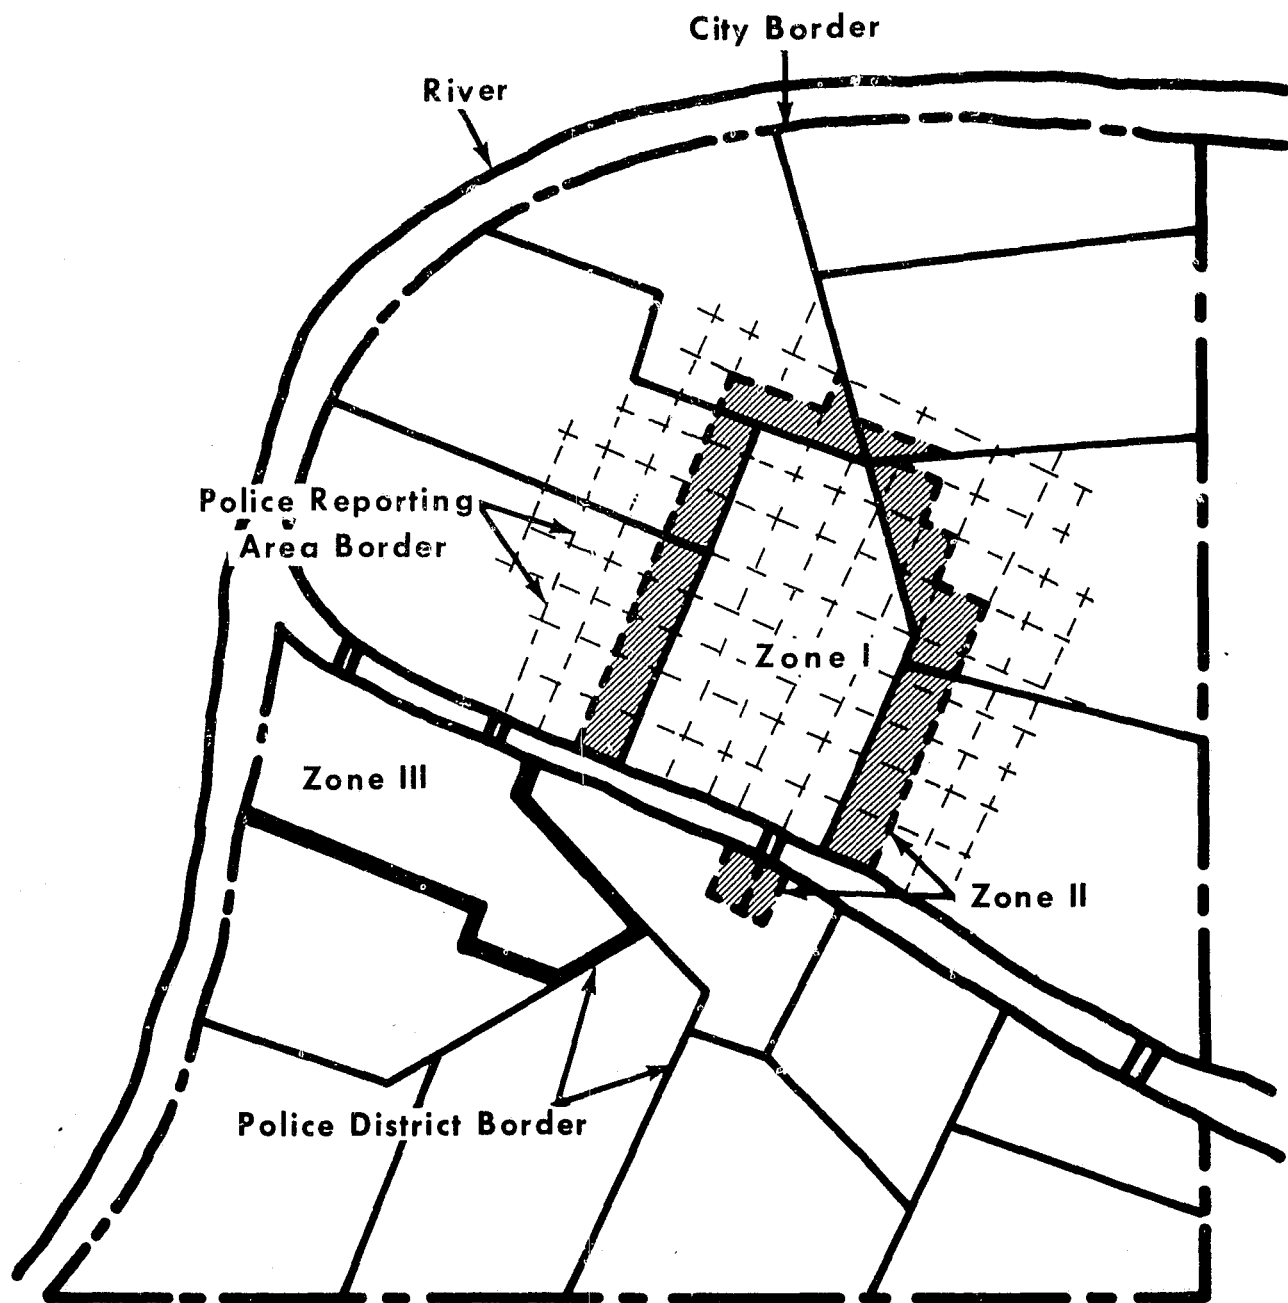 City Border
River
Police Reporting
Area Border
Zone I
Zone III
Zone II
Police District Border